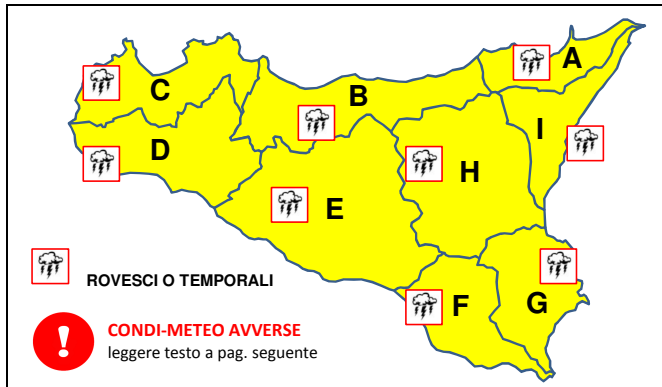 A
C
B
I
D
H
E
ROVESCI O TEMPORALI
F
G
CONDI-METEO AVVERSE
leggere testo a pag. seguente
!